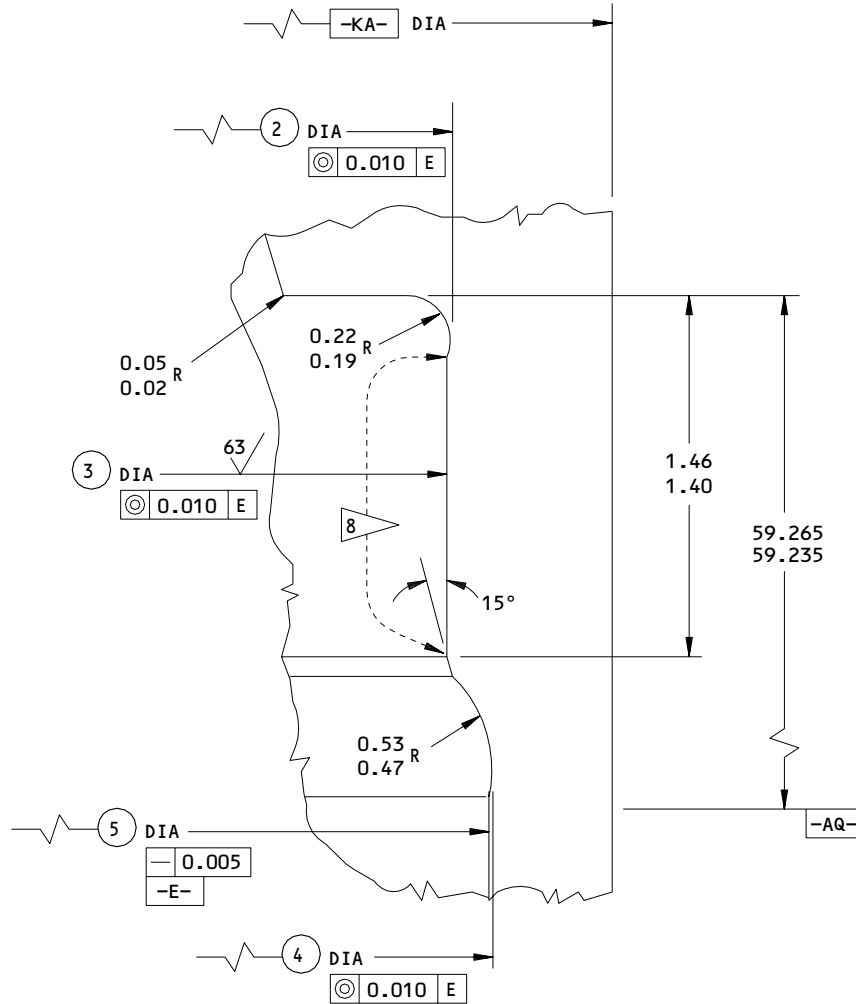 -KA- DIA
2 DIA
◎ 0.010 E
0.22
0.19 R
0.05
0.02 R
63
3 DIA
◎ 0.010 E
1.46
1.40
8
59.265
59.235
15°
0.53
0.47 R
5 DIA
— 0.005
-E-
-AQ-
4 DIA
◎ 0.010 E